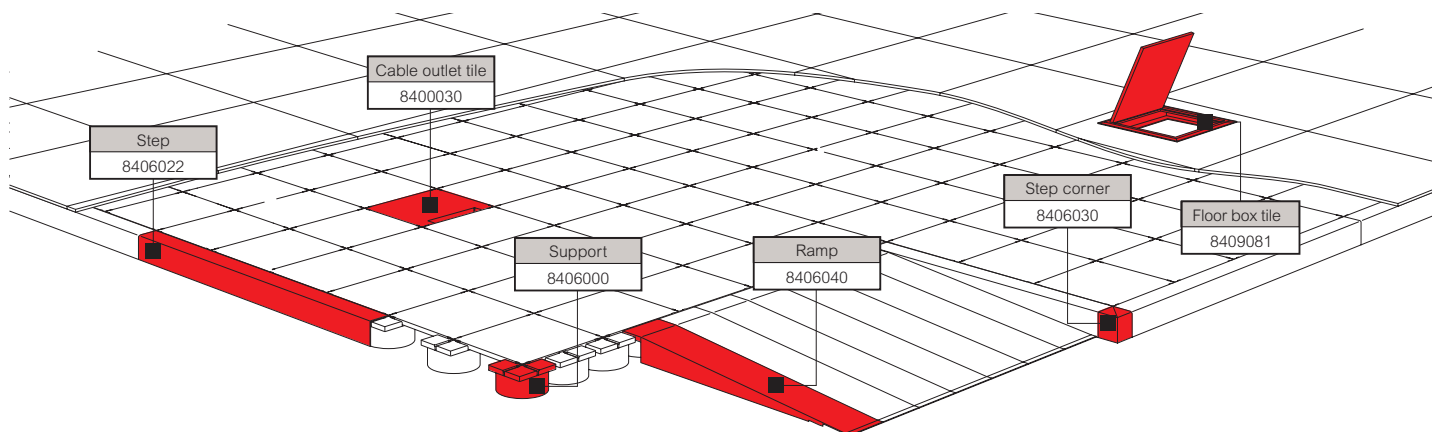 Cable outlet tile
8400030
Step
8406022
Step corner
8406030
Floor box tile
8409081
Support
8406000
Ramp
8406040